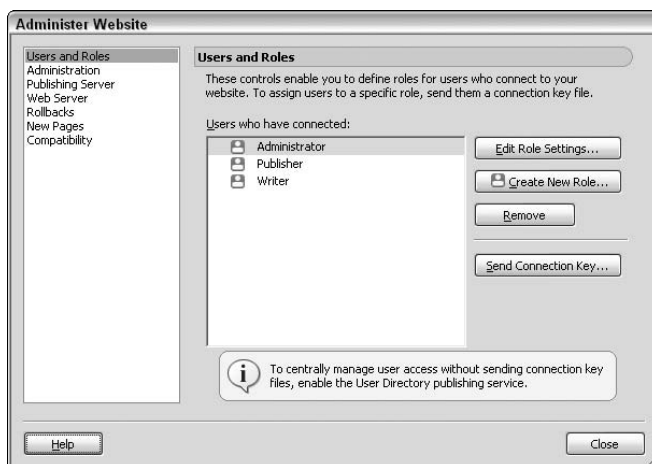 Administer Website
Users and Roles
Administration
Publishing Server
Web Server
Rollbacks
New Pages
Compatibility
Users and Roles
These controls enable you to define roles for users who connect to your
website. To assign users to a specific role, send them a connection key file.
Users who have connected:
Administrator
Publisher
Writer
Edit Role Settings...
Create New Role...
Remove
Send Connection Key...
To centrally manage user access without sending connection key
files, enable the User Directory publishing service.
Help
Close